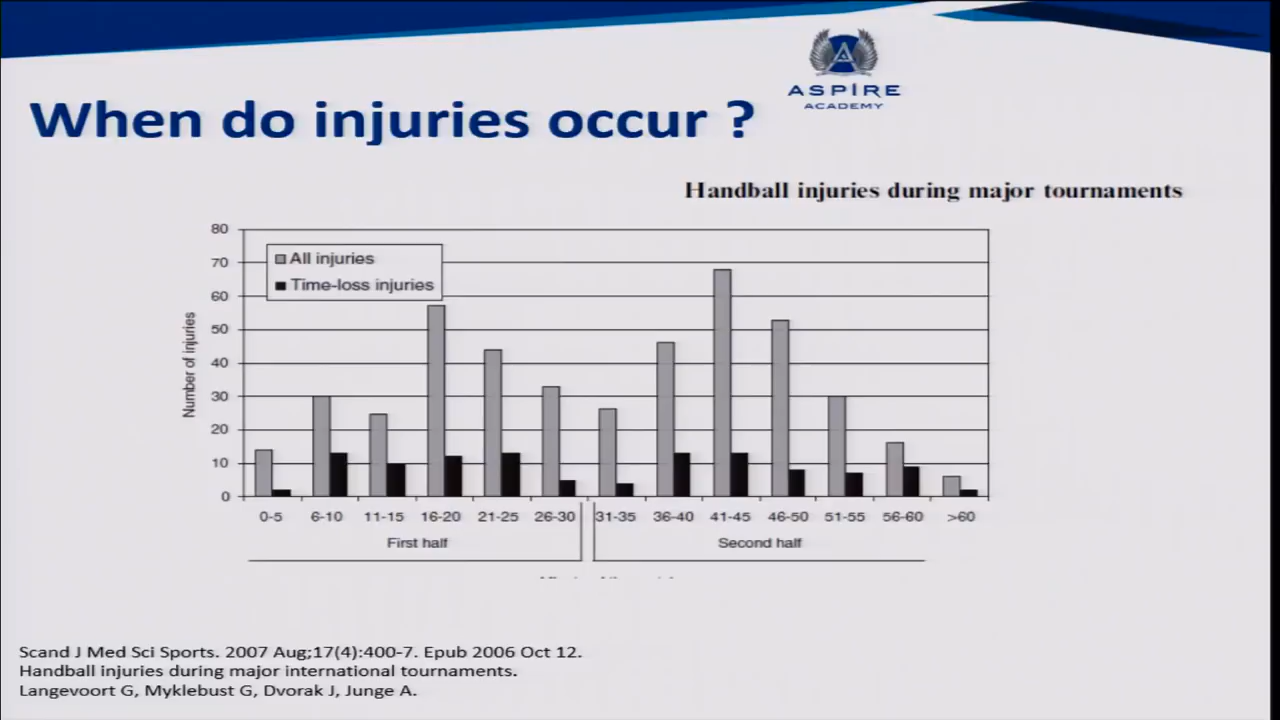 ASPIRE
ACADEMY
When do injuries occur ?
Handball injuries during major tournaments
80
70
60
50
40
30
20
10
0
Number of injuries
All injuries
Time-loss injuries
0-5 6-10 11-15 16-20 21-25 26-30 31-35 36-40 41-45 46-50 51-55 56-60 >60
First half Second half
Scand J Med Sci Sports. 2007 Aug;17(4):400-7. Epub 2006 Oct 12.
Handball injuries during major international tournaments.
Langevoort G, Myklebust G, Dvorak J, Junge A.